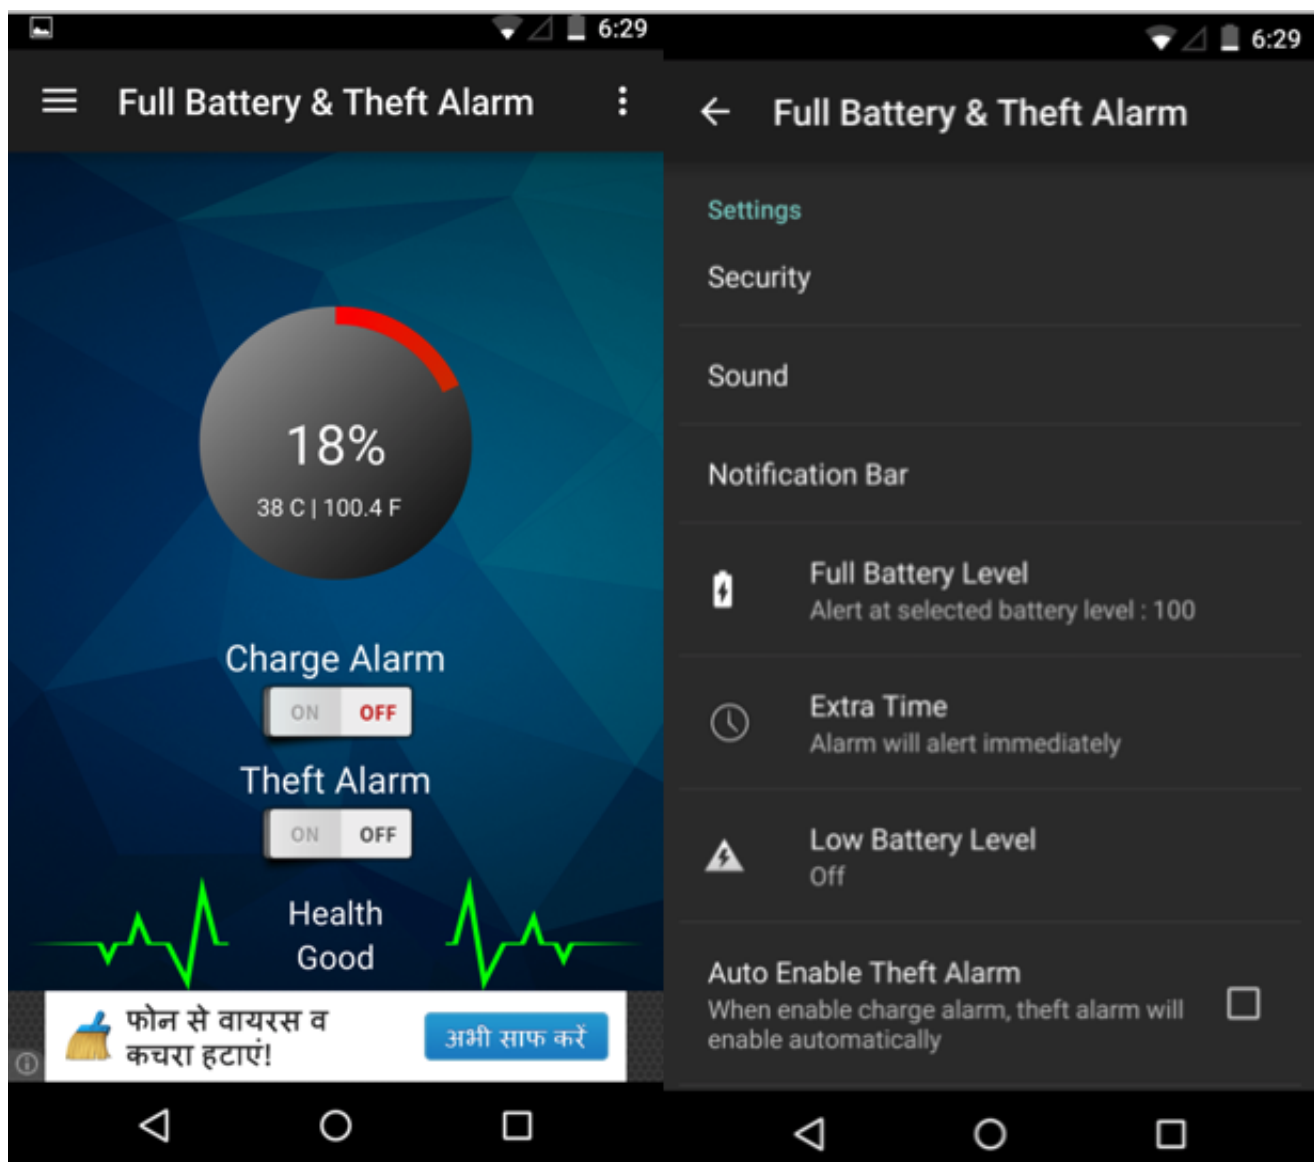 6:29
Full Battery & Theft Alarm
18%
38 C | 100.4 F
Charge Alarm
ON OFF
Theft Alarm
ON OFF
Health
Good
फोन से वायरस व
कचरा हटाएं!
अभी साफ करें
6:29
Full Battery & Theft Alarm
Settings
Security
Sound
Notification Bar
Full Battery Level
Alert at selected battery level : 100
Extra Time
Alarm will alert immediately
Low Battery Level
Off
Auto Enable Theft Alarm
When enable charge alarm, theft alarm will
enable automatically